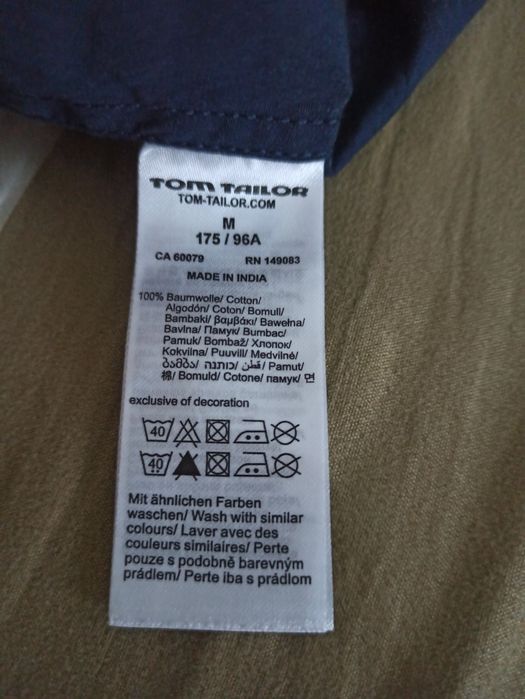 TOM TAILOR
TOM-TAILOR.COM
M
175 / 96A
CA 60079 RN 149083
MADE IN INDIA
100% Baumwolle/ Cotton/
Algodón/ Coton/ Bomull/
Bambaki/ βαμβάκι/ Bawełna/
Bavlna/ Памук/ Bumbac/
Pamuk/ Bombaž/ Хлопок/
Kokvilna/ Puuvill/ Medvilné/
ბამბა/ כותנה/ قطن/ Pamut/
棉/ Bomuld/ Cotone/ памук/ 면
exclusive of decoration
40
40
Mit ähnlichen Farben
waschen/ Wash with similar
colours/ Laver avec des
couleurs similaires/ Perte
pouze s podobně barevným
prádlem/ Perte iba s prádlom